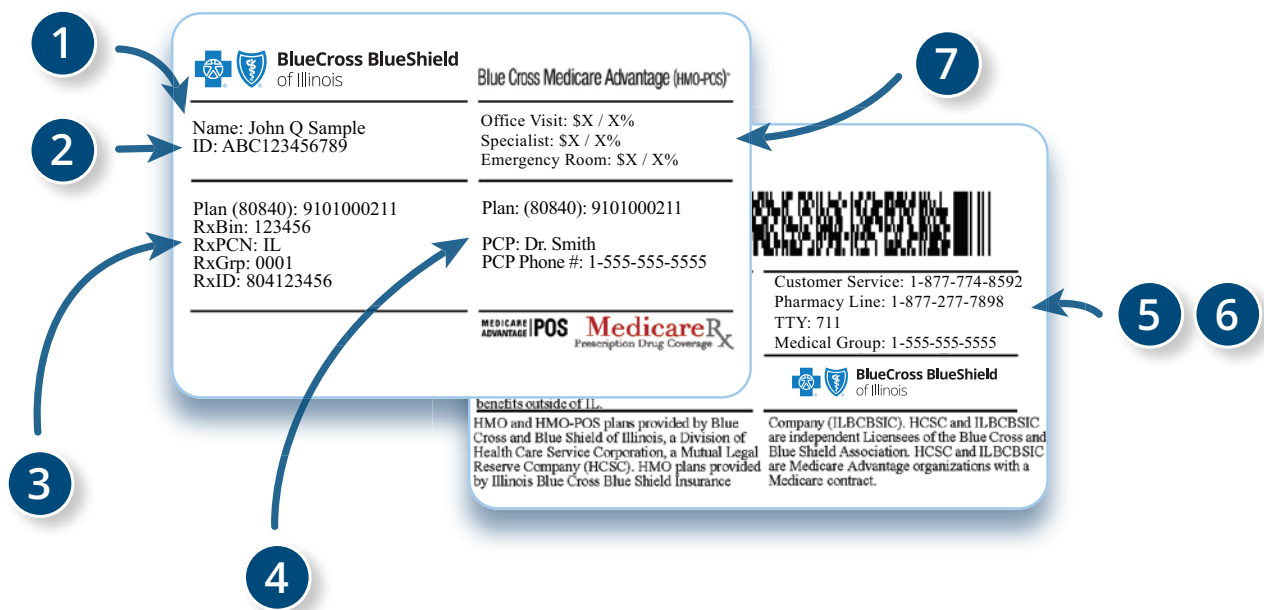 1
BlueCross BlueShield
of Illinois
Blue Cross Medicare Advantage (HMO-POS)
7
2
Name: John Q Sample
ID: ABC123456789
Office Visit: $X / X%
Specialist: $X / X%
Emergency Room: $X / X%
Plan (80840): 9101000211
RxBin: 123456
RxPCN: IL
RxGrp: 0001
RxID: 804123456
Plan: (80840): 9101000211
PCP: Dr. Smith
PCP Phone #: 1-555-555-5555
MEDICARE
ADVANTAGE POS
MedicareRx
Prescription Drug Coverage
3
4
Customer Service: 1-877-774-8592
Pharmacy Line: 1-877-277-7898
TTY: 711
Medical Group: 1-555-555-5555
5 6
BlueCross BlueShield
of Illinois
benefits outside of IL.
HMO and HMO-POS plans provided by Blue
Cross and Blue Shield of Illinois, a Division of
Health Care Service Corporation, a Mutual Legal
Reserve Company (HCSC). HMO plans provided
by Illinois Blue Cross Blue Shield Insurance
Company (ILBCBSIC). HCSC and ILBCBSIC
are independent Licensees of the Blue Cross and
Blue Shield Association. HCSC and ILBCBSIC
are Medicare Advantage organizations with a
Medicare contract.